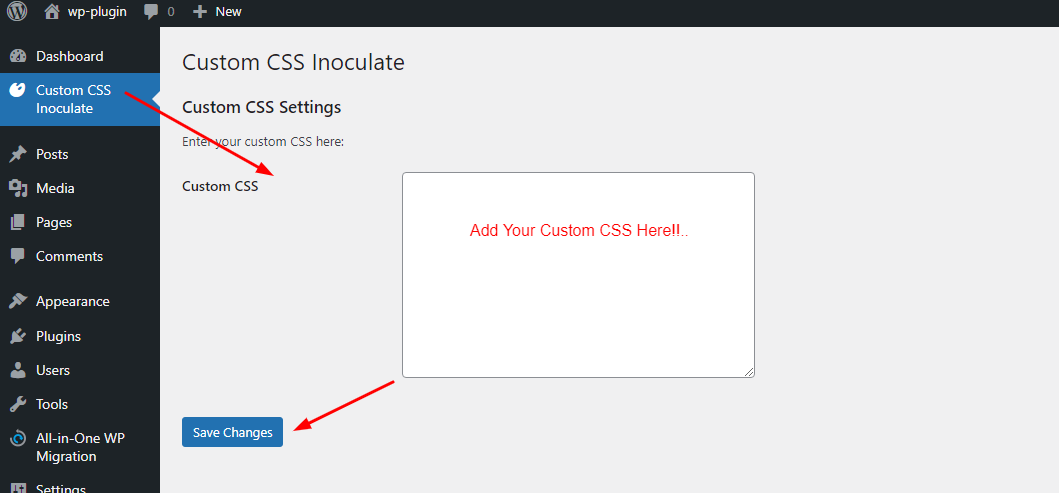 wp-plugin 0 New
Dashboard
Custom CSS
Inoculate
Posts
Media
Pages
Comments
Appearance
Plugins
Users
Tools
All-in-One WP
Migration
Settings
Custom CSS Inoculate
Custom CSS Settings
Enter your custom CSS here:
Custom CSS
Add Your Custom CSS Here!!..
Save Changes